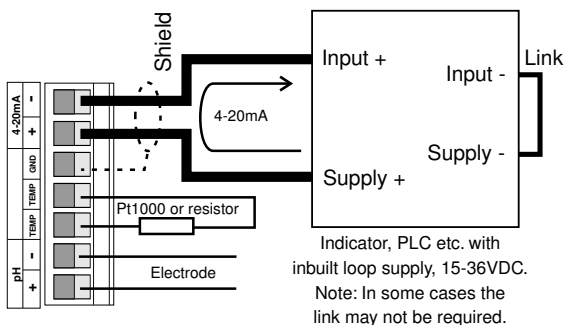 Shield
Input +
Link
Input -
4-20mA
-
+
4-20mA
GND
Supply -
TEMP
TEMP
Supply +
Pt1000 or resistor
pH
-
+
Electrode
Indicator, PLC etc. with
inbuilt loop supply, 15-36VDC.
Note: In some cases the
link may not be required.